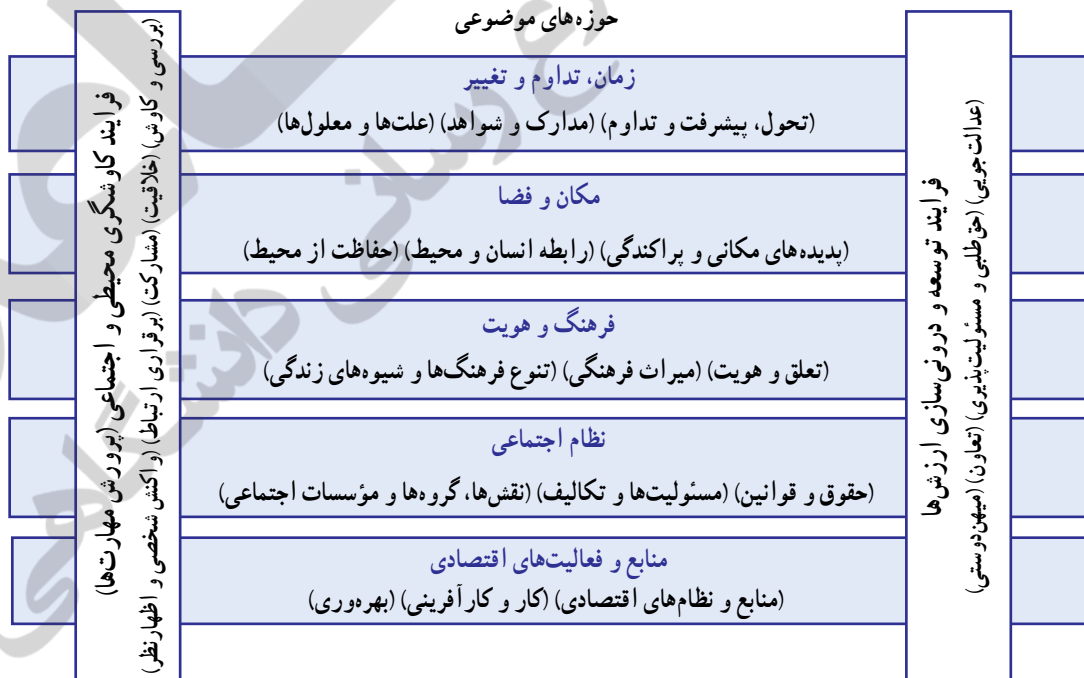 حوزه‌های موضوعی
زمان، تداوم و تغییر
(تحول، پیشرفت و تداوم) (مدارک و شواهد) (علت‌ها و معلول‌ها)
مکان و فضا
(پدیده‌های مکانی و پراکندگی) (رابطه انسان و محیط) (حفاظت از محیط)
فرهنگ و هویت
(تعلق و هویت) (میراث فرهنگی) (تنوع فرهنگ‌ها و شیوه‌های زندگی)
نظام اجتماعی
(حقوق و قوانین) (مسئولیت‌ها و تکالیف) (نقش‌ها، گروه‌ها و مؤسسات اجتماعی)
منابع و فعالیت‌های اقتصادی
(منابع و نظام‌های اقتصادی) (کار و کارآفرینی) (بهره‌وری)
فرایند توسعه و درونی‌سازی ارزش‌ها
(عدالت‌جویی) (حق‌طلبی و مسئولیت‌پذیری) (تعاون) (میهن‌دوستی)
فرایند کاوشگری محیطی و اجتماعی (پرورش مهارت‌ها)
(بررسی و کاوش) (خلاقیت) (مشارکت) (برقراری ارتباط) (واکنش شخصی و اظهارنظر)